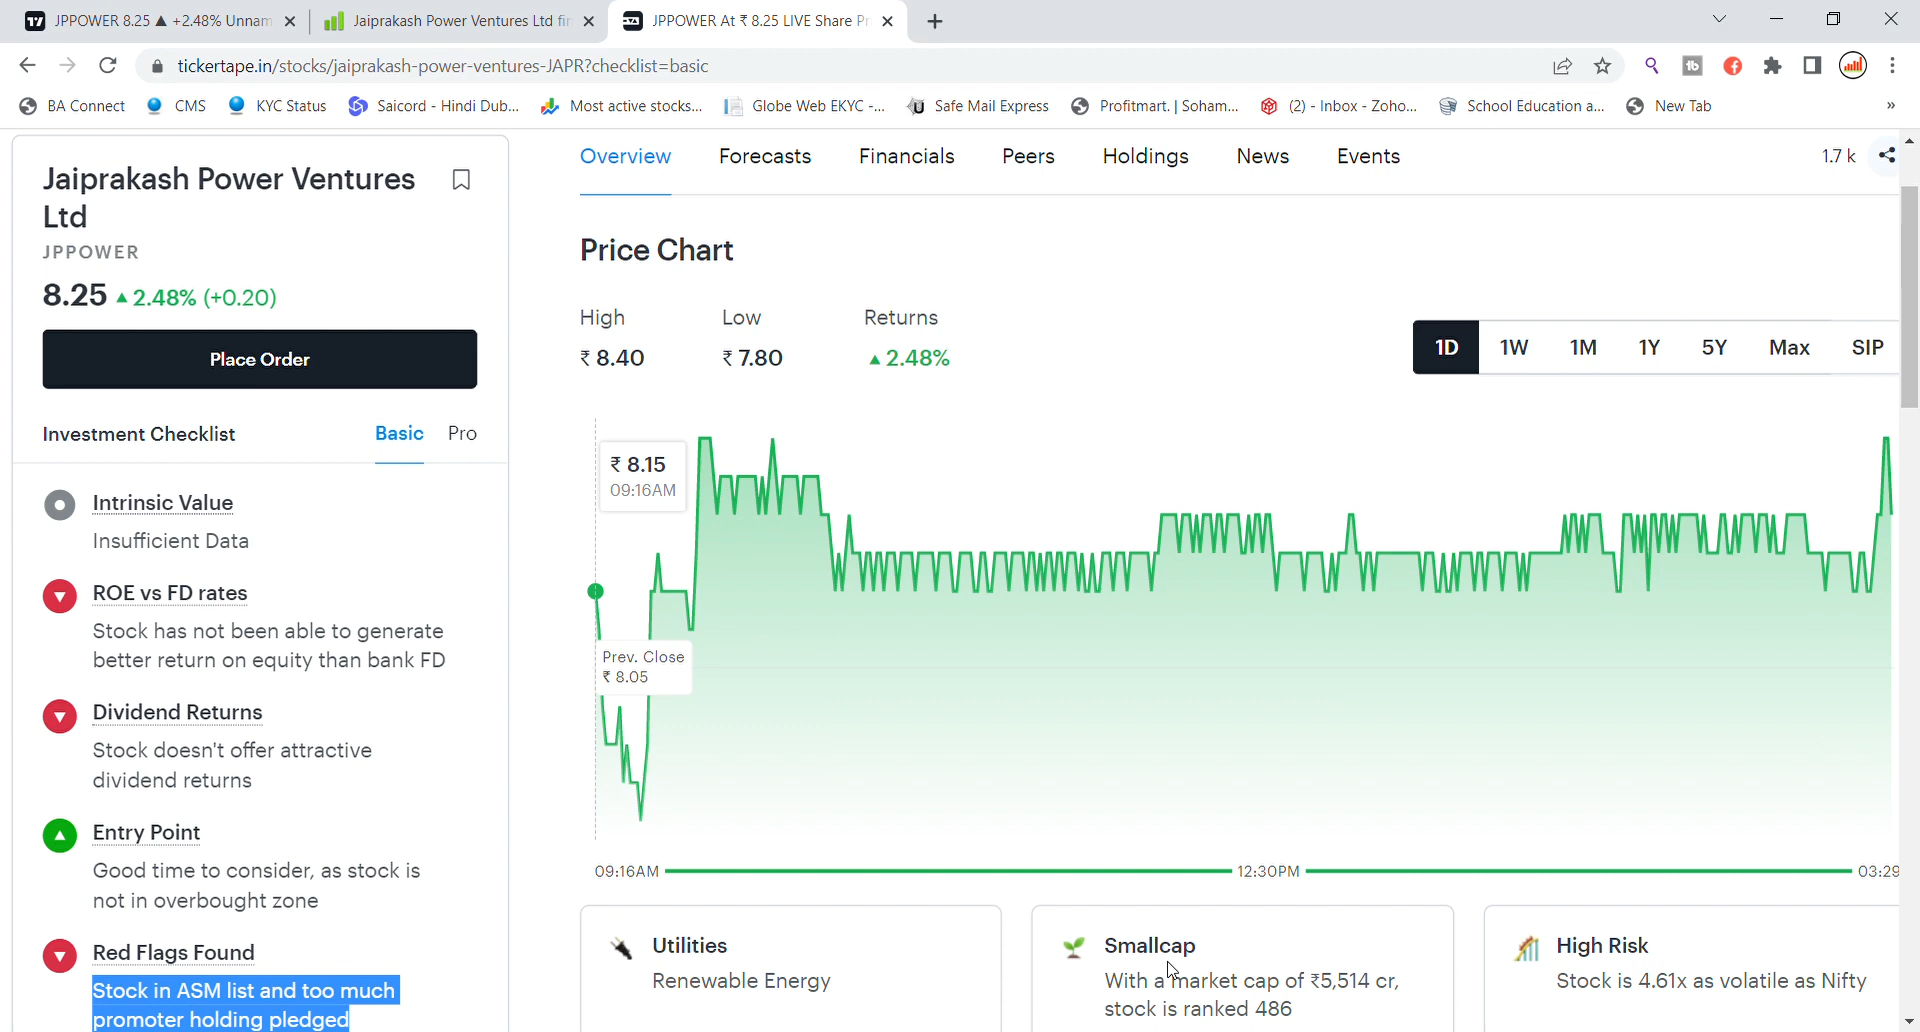 JPPOWER 8.25 ▲ +2.48% Unnam
Jaiprakash Power Ventures Ltd fin
JPPOWER At ₹ 8.25 LIVE Share Pr
tickertape.in/stocks/jaiprakash-power-ventures-JAPR?checklist=basic
BA Connect
CMS
KYC Status
Saicord - Hindi Dub...
Most active stocks...
Globe Web EKYC -...
Safe Mail Express
Profitmart. | Soham...
(2) - Inbox - Zoho...
School Education a...
New Tab
»
Jaiprakash Power Ventures
Ltd
JPPOWER
8.25 ▲ 2.48% (+0.20)
Place Order
Investment Checklist
Basic
Pro
Intrinsic Value
Insufficient Data
ROE vs FD rates
Stock has not been able to generate
better return on equity than bank FD
Dividend Returns
Stock doesn't offer attractive
dividend returns
Entry Point
Good time to consider, as stock is
not in overbought zone
Red Flags Found
Stock in ASM list and too much
promoter holding pledged
Overview
Forecasts
Financials
Peers
Holdings
News
Events
1.7 k
Price Chart
High
Low
Returns
₹ 8.40
₹ 7.80
▲ 2.48%
1D
1W
1M
1Y
5Y
Max
SIP
₹ 8.15
09:16AM
Prev. Close
₹ 8.05
09:16AM
12:30PM
03:29
Utilities
Renewable Energy
Smallcap
With a market cap of ₹5,514 cr,
stock is ranked 486
High Risk
Stock is 4.61x as volatile as Nifty